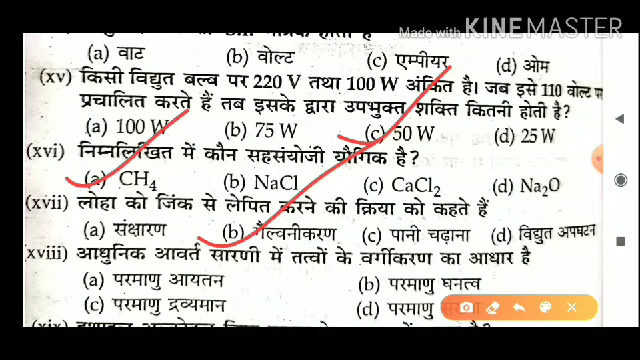 Made with KINEMASTER
(a) वाट (b) वोल्ट (c) एम्पीयर (d) ओम
(xv) किसी विद्युत बल्ब पर 220 V तथा 100 W अंकित है। जब इसे 110 वोल्ट
प्रचालित करते हैं तब इसके द्वारा उपभुक्त शक्ति कितनी होती है?
(a) 100 W (b) 75 W (c) 50 W (d) 25 W
(xvi) निम्नलिखित में कौन सहसंयोजी यौगिक है?
(a) CH₄ (b) NaCl (c) CaCl₂ (d) Na₂O
(xvii) लोहा को जिंक से लेपित करने की क्रिया को कहते हैं
(a) संक्षारण (b) गैल्वनीकरण (c) पानी चढ़ाना (d) विद्युत अपघटन
xviii) आधुनिक आवर्त सारणी में तत्वों के वर्गीकरण का आधार है
(a) परमाणु आयतन (b) परमाणु घनत्व
(c) परमाणु द्रव्यमान (d) परमाणु